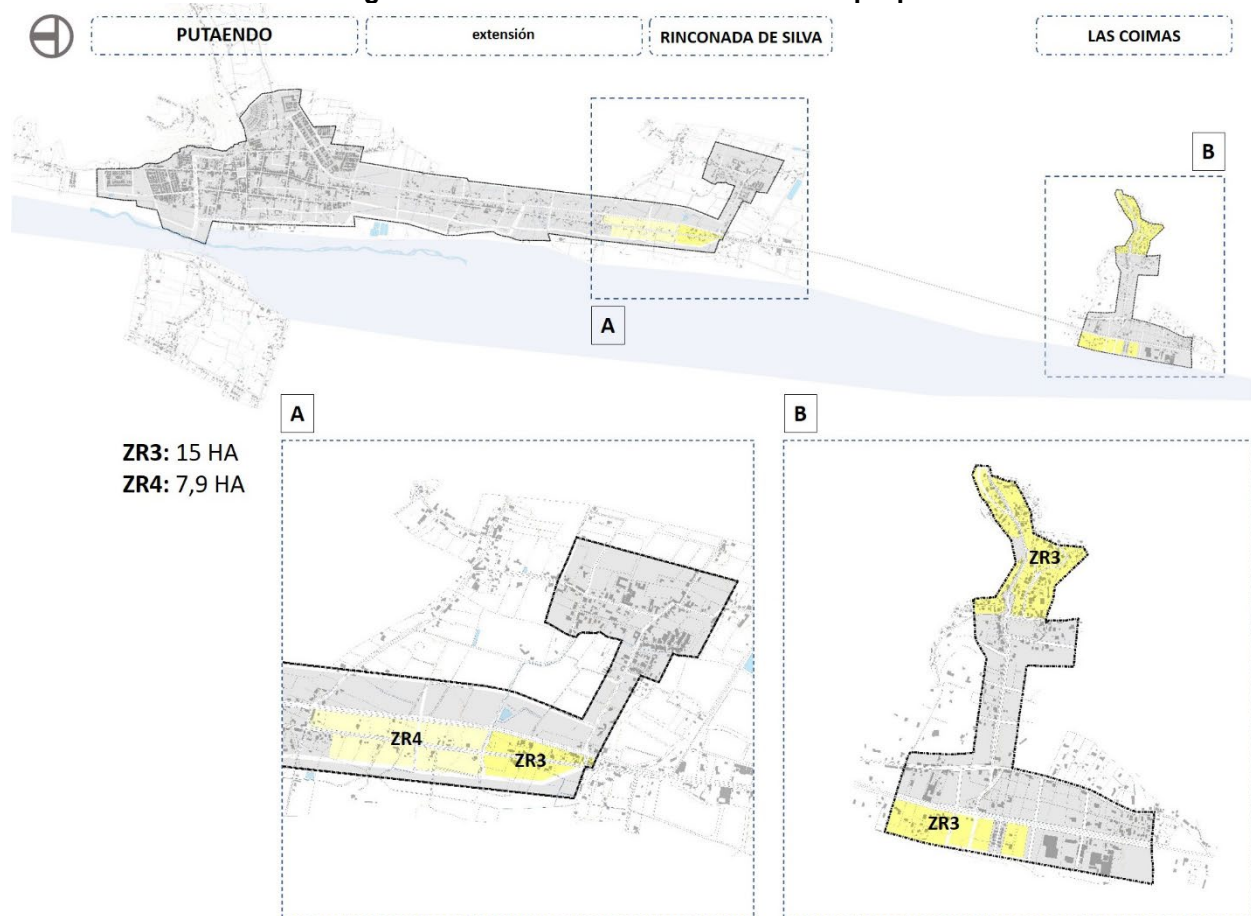 PUTAENDO
extensión
RINCONADA DE SILVA
LAS COIMAS
B
A
A
B
ZR3: 15 HA
ZR4: 7,9 HA
ZR4
ZR3
ZR3
ZR3